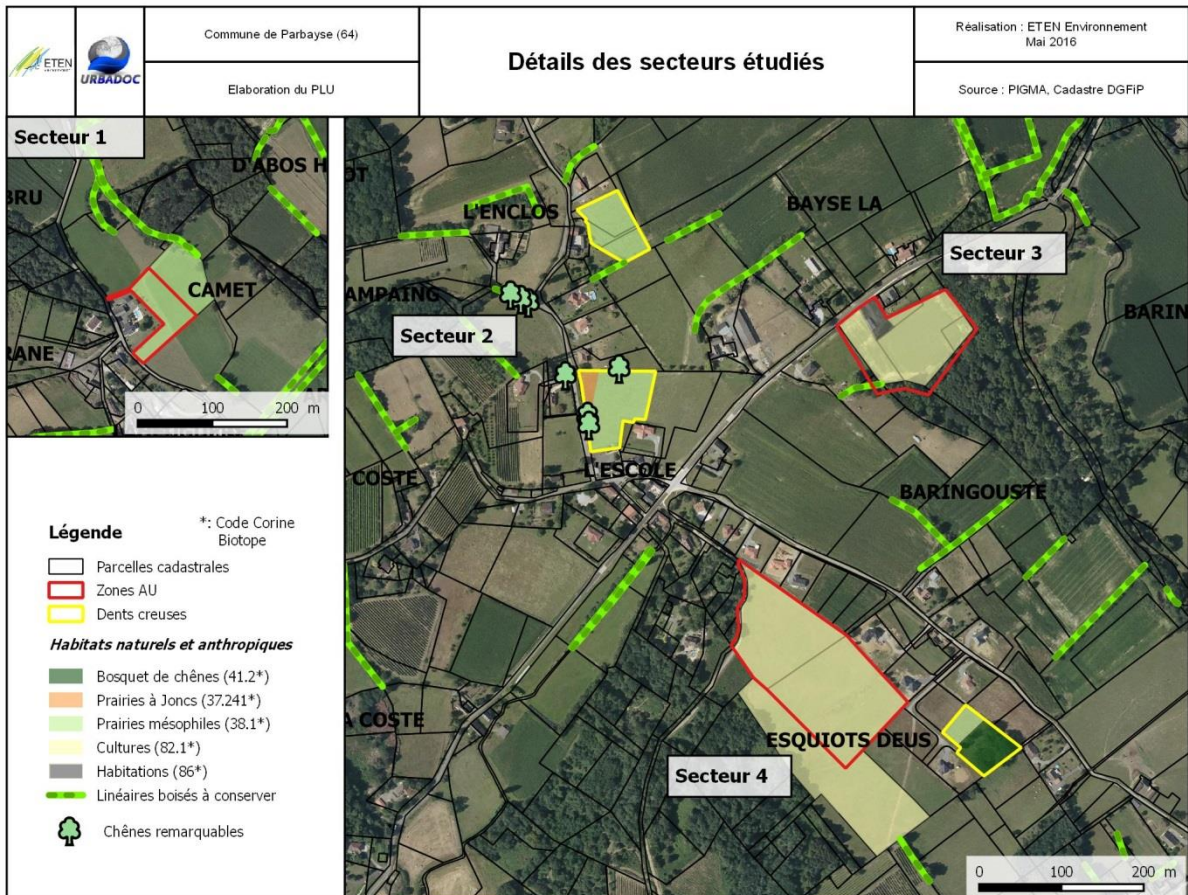 ETEN
URBADOC
Commune de Parbayse (64)
Elaboration du PLU
Détails des secteurs étudiés
Réalisation : ETEN Environnement
Mai 2016
Source : PIGMA, Cadastre DGFiP
Secteur 1
D'ABOS H
BRU
CAMET
RANE
0 100 200 m
Légende
*: Code Corine
Biotope
Parcelles cadastrales
Zones AU
Dents creuses
Habitats naturels et anthropiques
Bosquet de chênes (41.2*)
Prairies à Joncs (37.241*)
Prairies mésophiles (38.1*)
Cultures (82.1*)
Habitations (86*)
Linéaires boisés à conserver
Chênes remarquables
OT
L'ENCLOS
BAYSE LA
Secteur 3
AMPAING
BARIN
Secteur 2
L'ESCOLE
COSTE
BARINGOUSTE
A COSTE
ESQUIOTS DEUS
Secteur 4
0 100 200 m